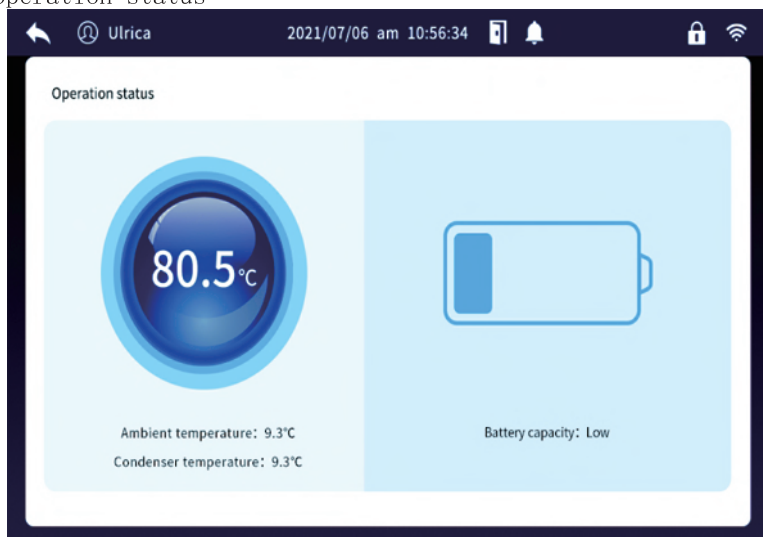 Operation status
Ulrica 2021/07/06 am 10:56:34
Operation status
80.5℃
Ambient temperature: 9.3℃
Condenser temperature: 9.3℃
Battery capacity: Low